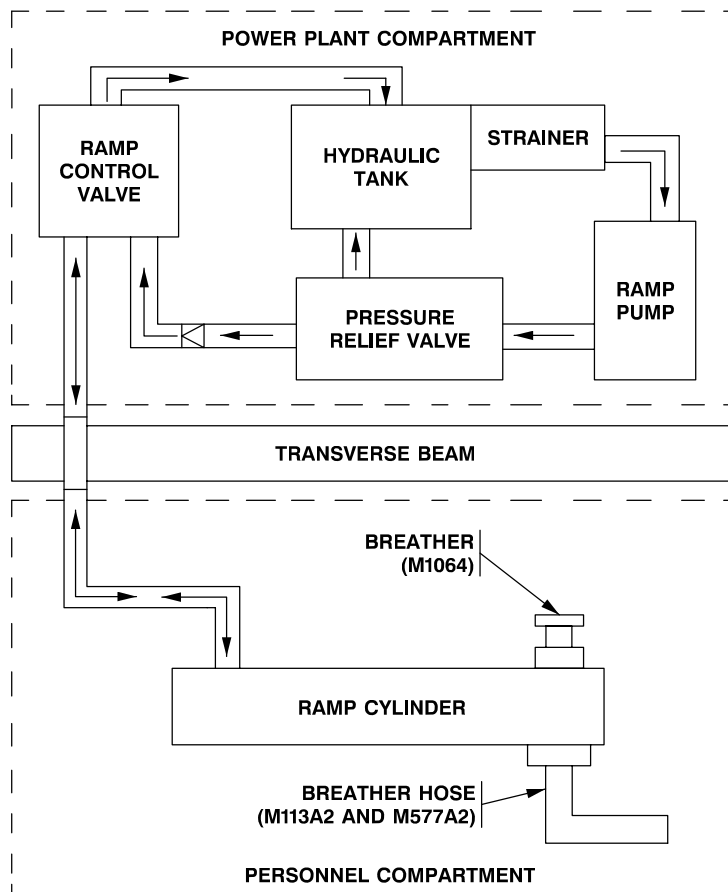 POWER PLANT COMPARTMENT
RAMP
CONTROL
VALVE
HYDRAULIC
TANK
STRAINER
RAMP
PUMP
PRESSURE
RELIEF VALVE
TRANSVERSE BEAM
BREATHER
(M1064)
RAMP CYLINDER
BREATHER HOSE
(M113A2 AND M577A2)
PERSONNEL COMPARTMENT